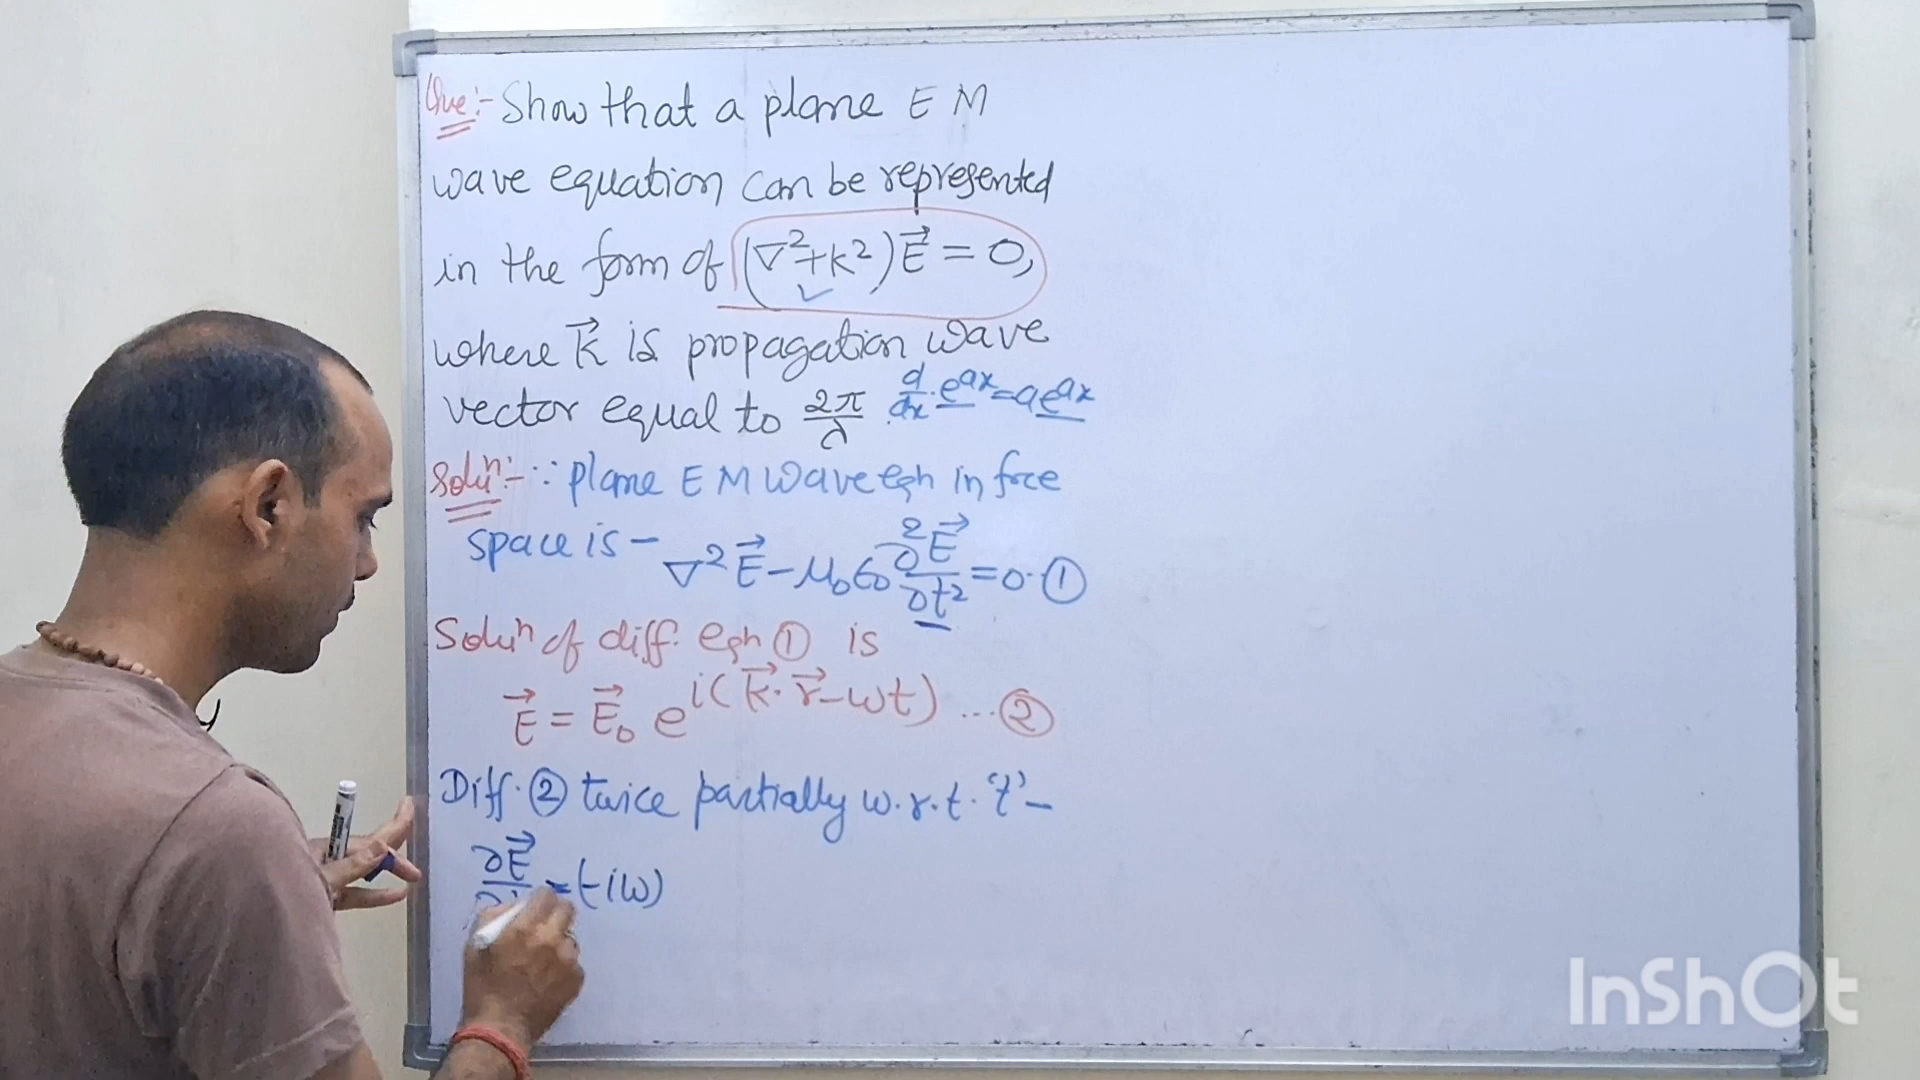 Que:- Show that a plane E M
wave equation can be represented
in the form of (∇²+k²)E⃗ = 0,
where k⃗ is propagation wave
vector equal to 2π/λ d/dx · e^ax = a e^ax
Soluⁿ:- ∵ plane E M Wave eqn in free
space is - ∇²E⃗ - μ₀ϵ₀ ∂²E⃗/∂t² = 0 · ①
Soluⁿ of diff. eqn ① is
E⃗ = E⃗₀ e^i(k⃗·r⃗-ωt) ... ②
Diff. ② twice partially w.r.t. 't' -
∂E⃗/∂t = (-iω)
InShOt